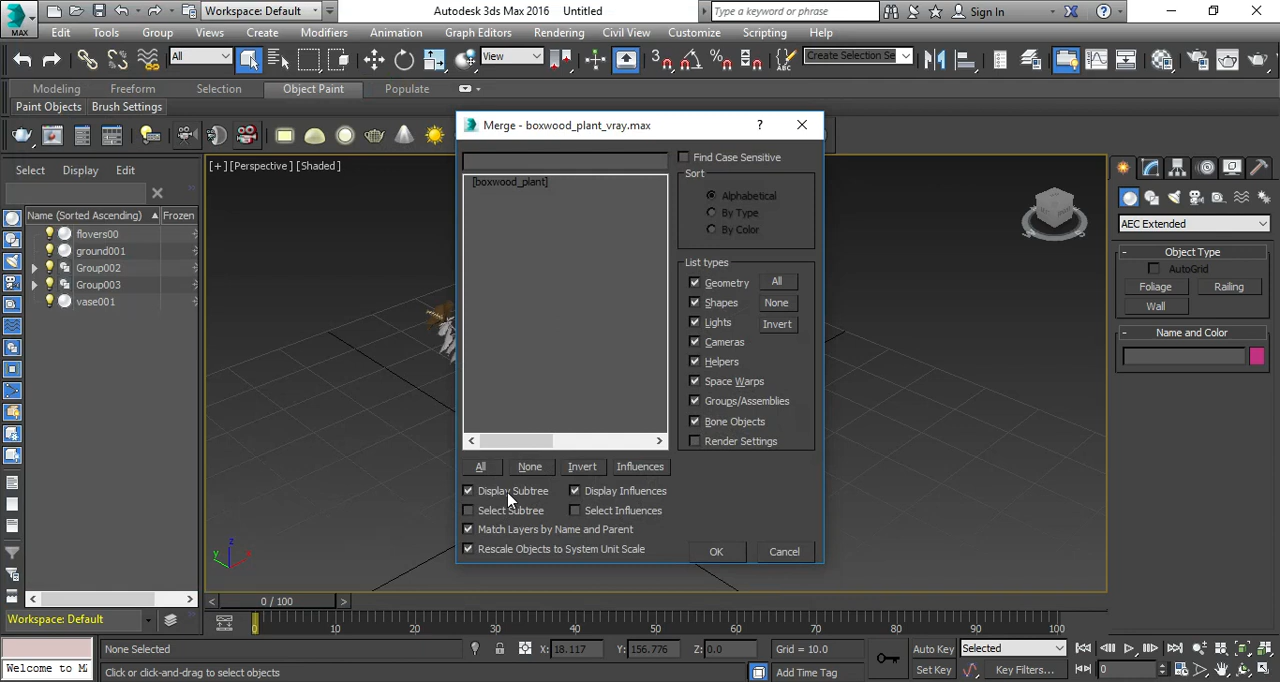 Workspace: Default
Autodesk 3ds Max 2016 Untitled
Type a keyword or phrase
Sign In
MAX
Edit Tools Group Views Create Modifiers Animation Graph Editors Rendering Civil View Customize Scripting Help
All
View
Create Selection Se
Modeling Freeform Selection Object Paint Populate
Paint Objects Brush Settings
Select Display Edit
Name (Sorted Ascending) Frozen
flovers00
ground001
Group002
Group003
vase001
[+] [Perspective] [Shaded]
Merge - boxwood_plant_vray.max
?
Find Case Sensitive
[boxwood_plant]
Sort
Alphabetical
By Type
By Color
List types
Geometry All
Shapes None
Lights Invert
Cameras
Helpers
Space Warps
Groups/Assemblies
Bone Objects
Render Settings
All None Invert Influences
Display Subtree Display Influences
Select Subtree Select Influences
Match Layers by Name and Parent
Rescale Objects to System Unit Scale
OK Cancel
AEC Extended
Object Type
AutoGrid
Foliage Railing
Wall
Name and Color
z
y
x
0 / 100
Workspace: Default
0 10 20 30 40 50 60 70 80 90 100
None Selected
X: 18.117 Y: 156.776 Z: 0.0
Grid = 10.0
Auto Key Selected
Welcome to M
Click or click-and-drag to select objects
Add Time Tag
Set Key Key Filters...
0